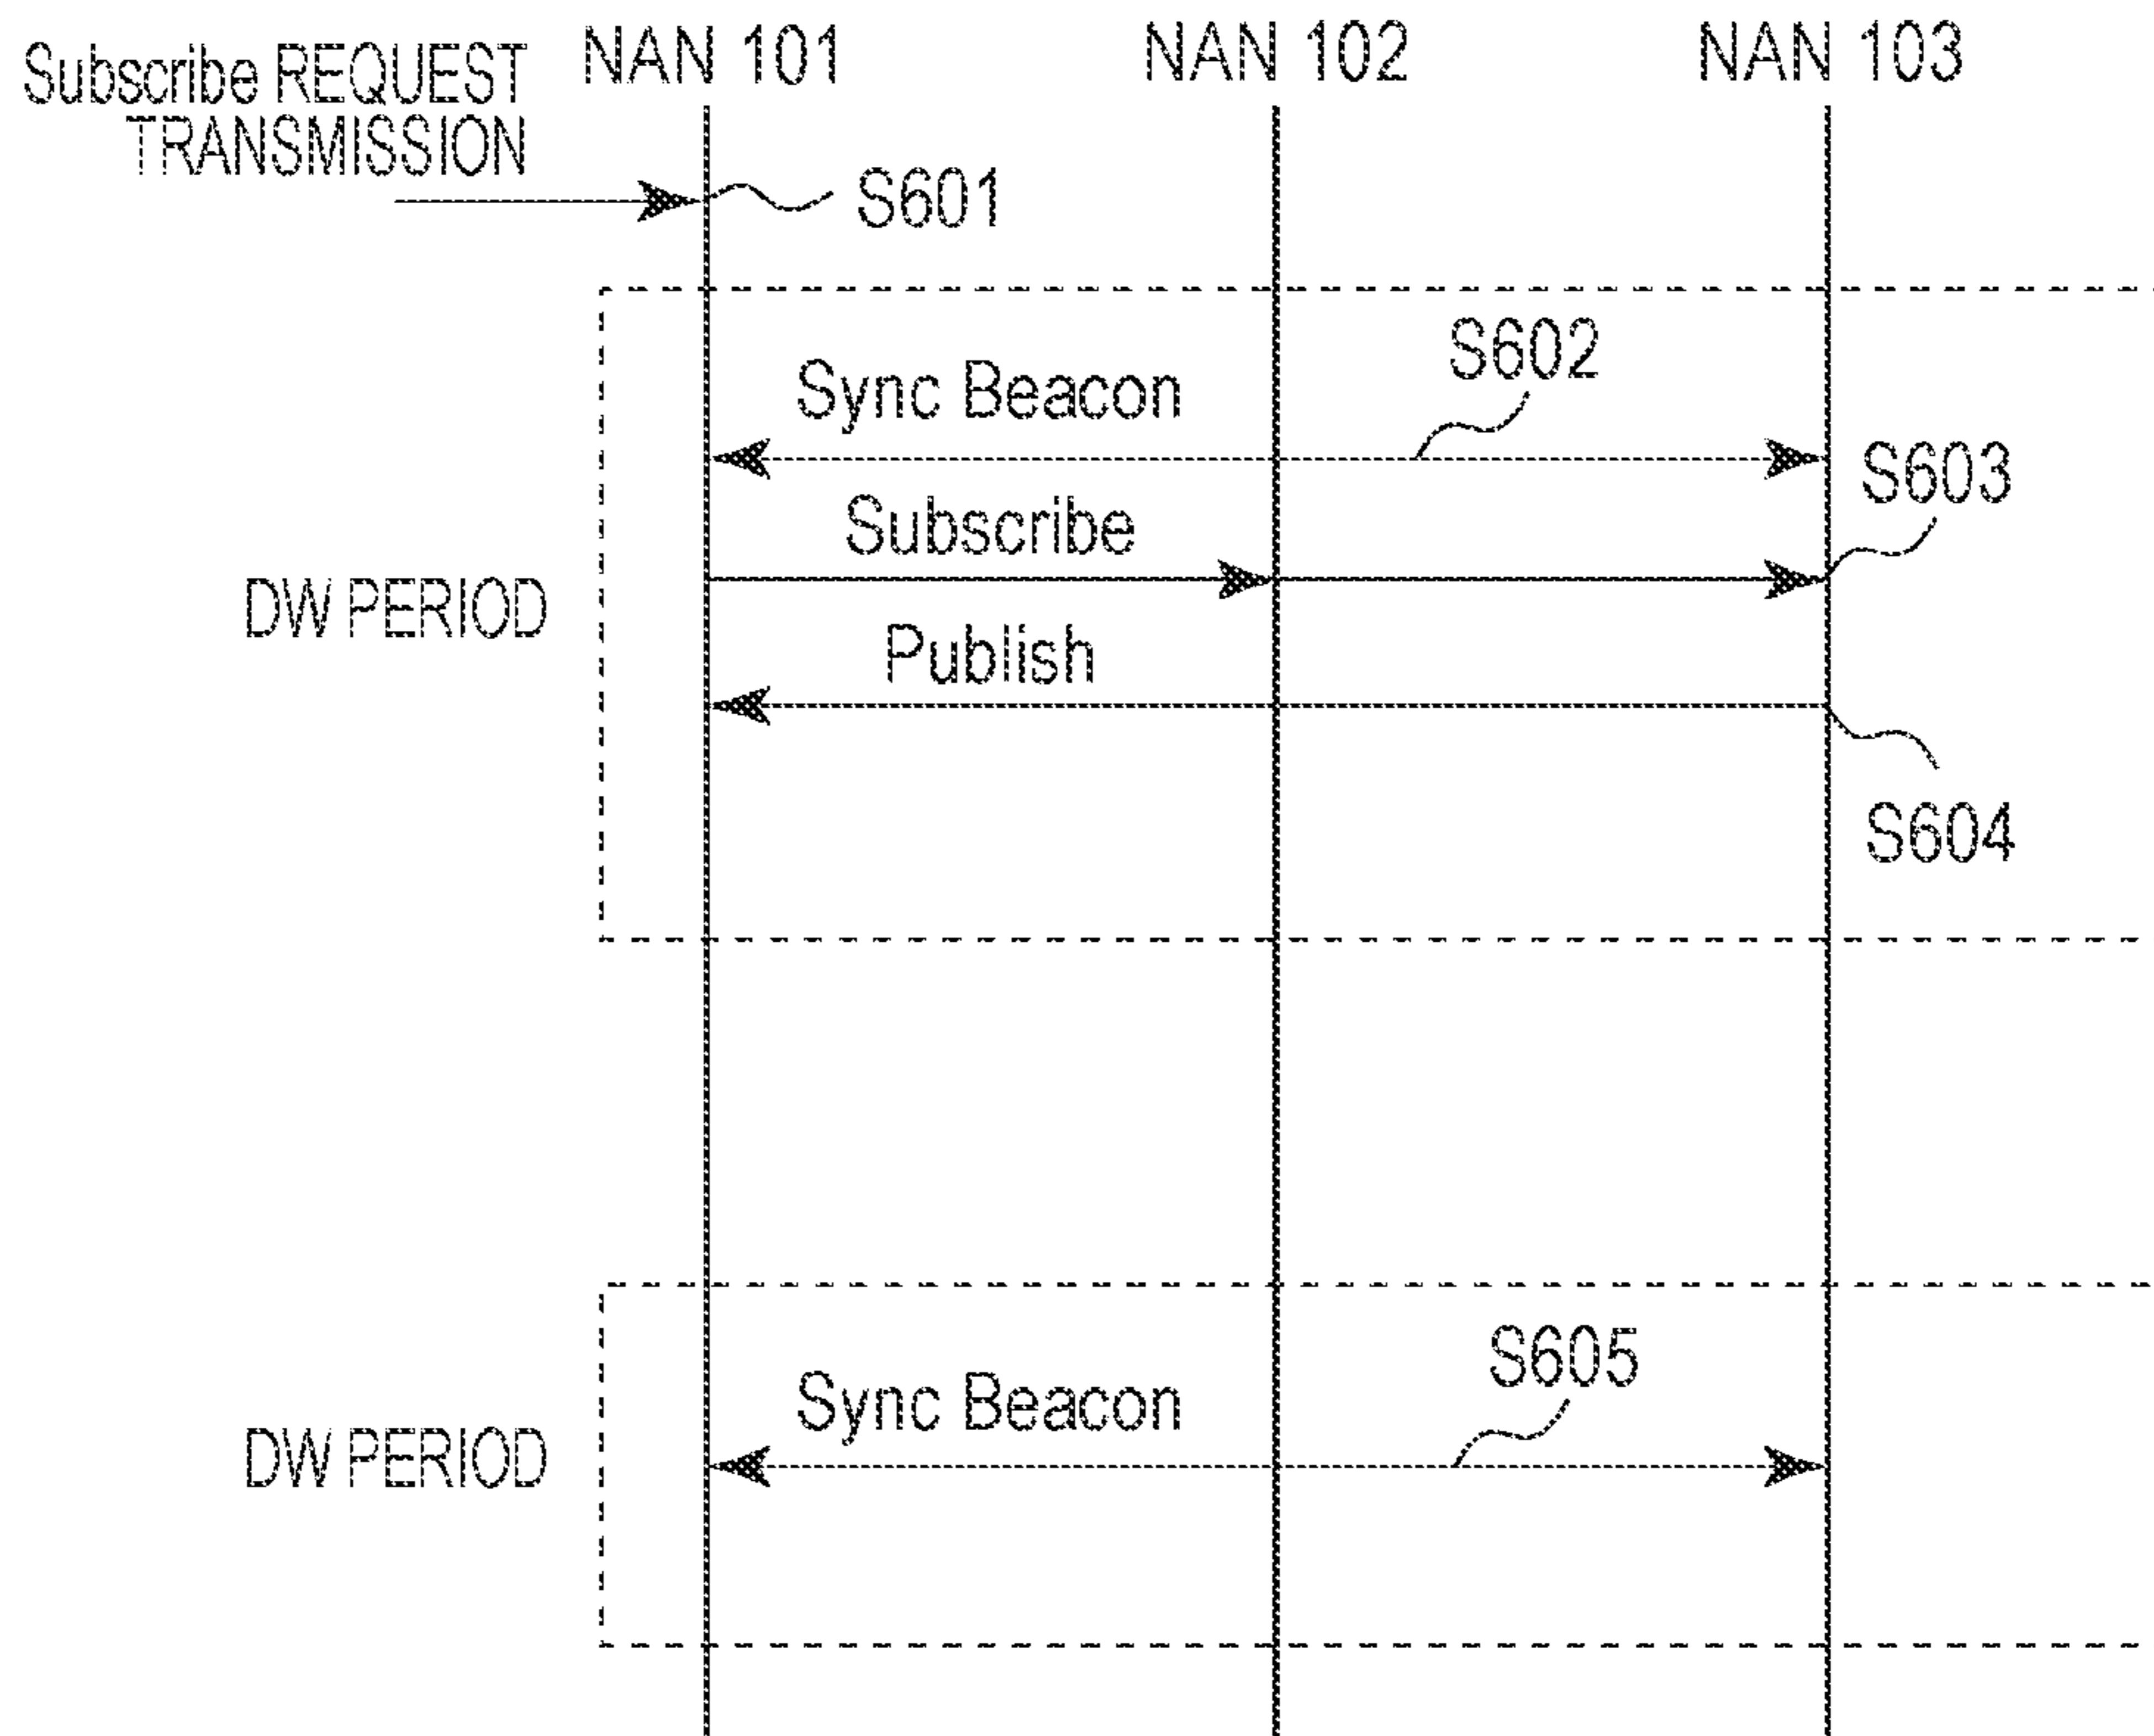 NAN 101
NAN 102
NAN 103
Subscribe REQUEST
TRANSMISSION
S601
S602
Sync Beacon
S603
Subscribe
DW PERIOD
Publish
S604
S605
Sync Beacon
DW PERIOD